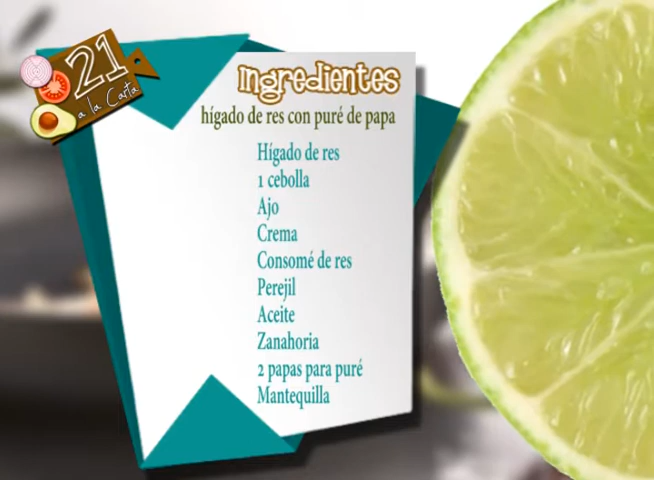 21
a la Carta
Ingredientes
hígado de res con puré de papa
Hígado de res
1 cebolla
Ajo
Crema
Consomé de res
Perejil
Aceite
Zanahoria
2 papas para puré
Mantequilla